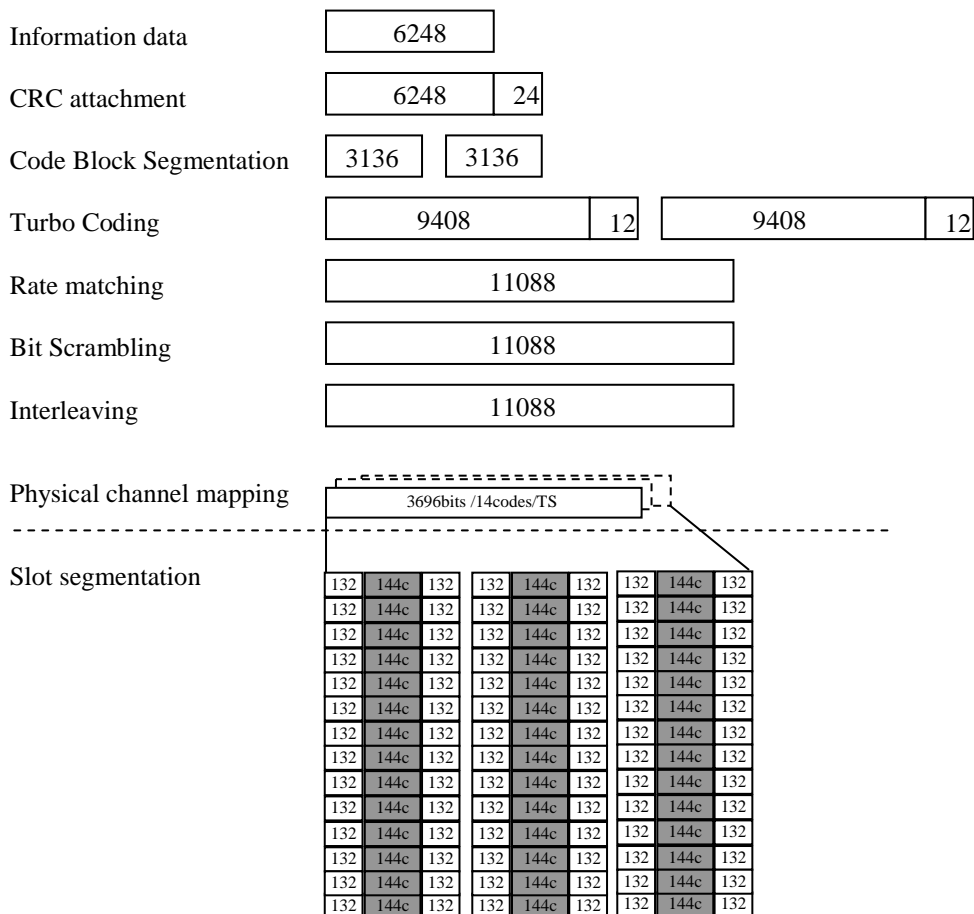 Information data 6248
CRC attachment 6248 24
Code Block Segmentation 3136 3136
Turbo Coding 9408 12 9408 12
Rate matching 11088
Bit Scrambling 11088
Interleaving 11088
Physical channel mapping 3696bits /14codes/TS
Slot segmentation
132 144c 132 132 144c 132 132 144c 132
132 144c 132 132 144c 132 132 144c 132
132 144c 132 132 144c 132 132 144c 132
132 144c 132 132 144c 132 132 144c 132
132 144c 132 132 144c 132 132 144c 132
132 144c 132 132 144c 132 132 144c 132
132 144c 132 132 144c 132 132 144c 132
132 144c 132 132 144c 132 132 144c 132
132 144c 132 132 144c 132 132 144c 132
132 144c 132 132 144c 132 132 144c 132
132 144c 132 132 144c 132 132 144c 132
132 144c 132 132 144c 132 132 144c 132
132 144c 132 132 144c 132 132 144c 132
132 144c 132 132 144c 132 132 144c 132